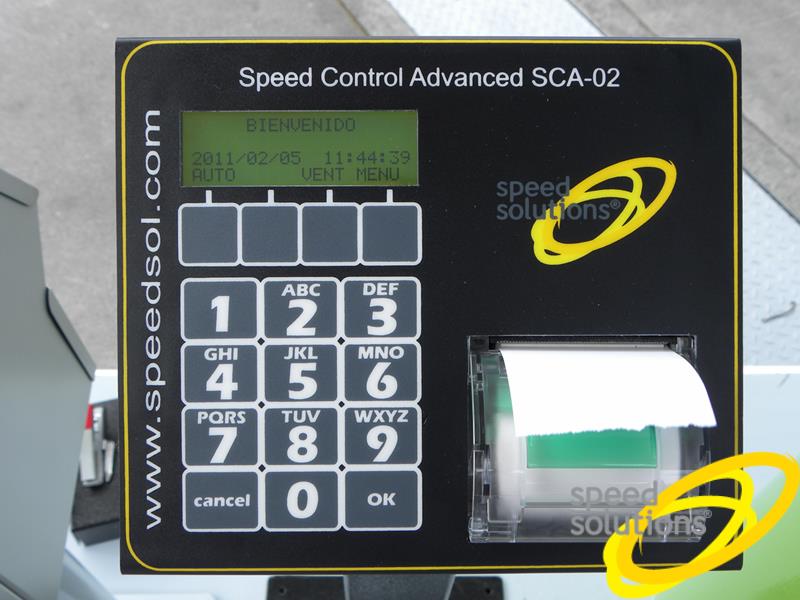 Speed Control Advanced SCA-02
www.speedsol.com
BIENVENIDO
2011/02/05 11:44:39
AUTO VENT MENU
speed
solutions®
1
ABC
2
DEF
3
GHI
4
JKL
5
MNO
6
PQRS
7
TUV
8
WXYZ
9
cancel
0
OK
speed
solutions®